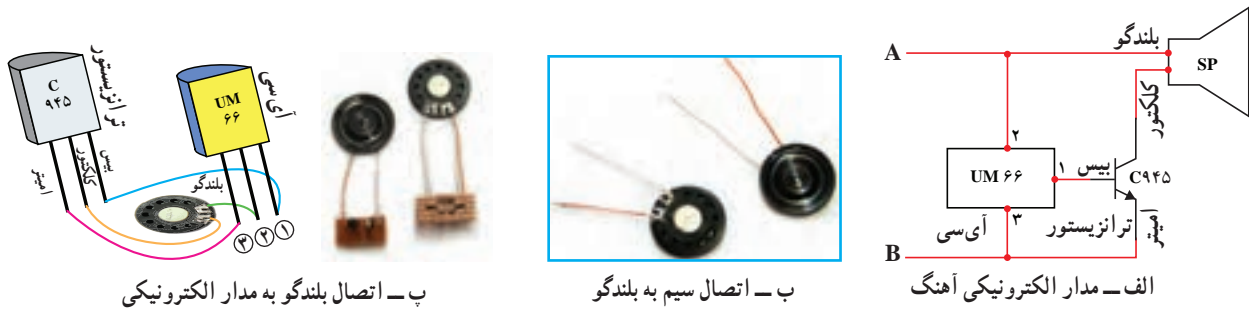 A
بلندگو
SP
کلکتور
۲
UM ۶۶
۱
بیس
C۹۴۵
۳
آی‌سی
ترانزیستور
امیتر
B
الف ــ مدار الکترونیکی آهنگ
ب ــ اتصال سیم به بلندگو
C
۹۴۵
ترانزیستور
UM
۶۶
آی سی
بیس
کلکتور
امیتر
بلندگو
۱
۲
۳
پ ــ اتصال بلندگو به مدار الکترونیکی